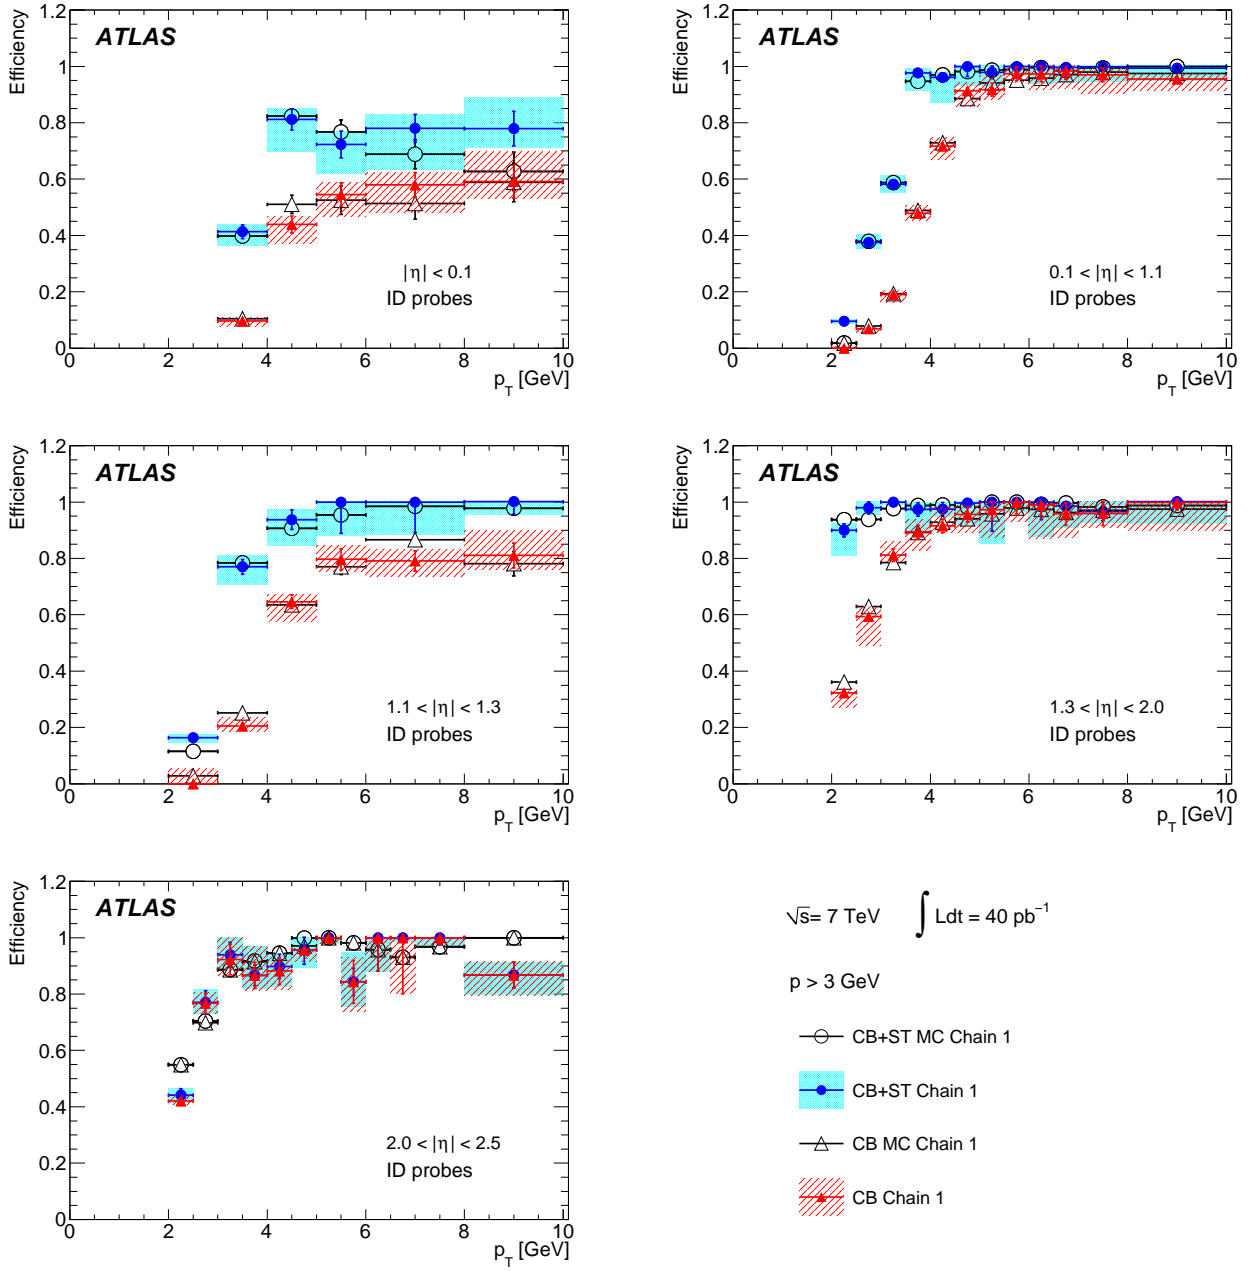 ATLAS
Efficiency
1.2
1
0.8
0.6
0.4
0.2
0
|η| < 0.1
ID probes
0 2 4 6 8 10
p_T [GeV]
ATLAS
Efficiency
1.2
1
0.8
0.6
0.4
0.2
0
0.1 < |η| < 1.1
ID probes
0 2 4 6 8 10
p_T [GeV]
ATLAS
Efficiency
1.2
1
0.8
0.6
0.4
0.2
0
1.1 < |η| < 1.3
ID probes
0 2 4 6 8 10
p_T [GeV]
ATLAS
Efficiency
1.2
1
0.8
0.6
0.4
0.2
0
1.3 < |η| < 2.0
ID probes
0 2 4 6 8 10
p_T [GeV]
ATLAS
Efficiency
1.2
1
0.8
0.6
0.4
0.2
0
2.0 < |η| < 2.5
ID probes
0 2 4 6 8 10
p_T [GeV]
√s= 7 TeV ∫ Ldt = 40 pb⁻¹
p > 3 GeV
CB+ST MC Chain 1
CB+ST Chain 1
CB MC Chain 1
CB Chain 1